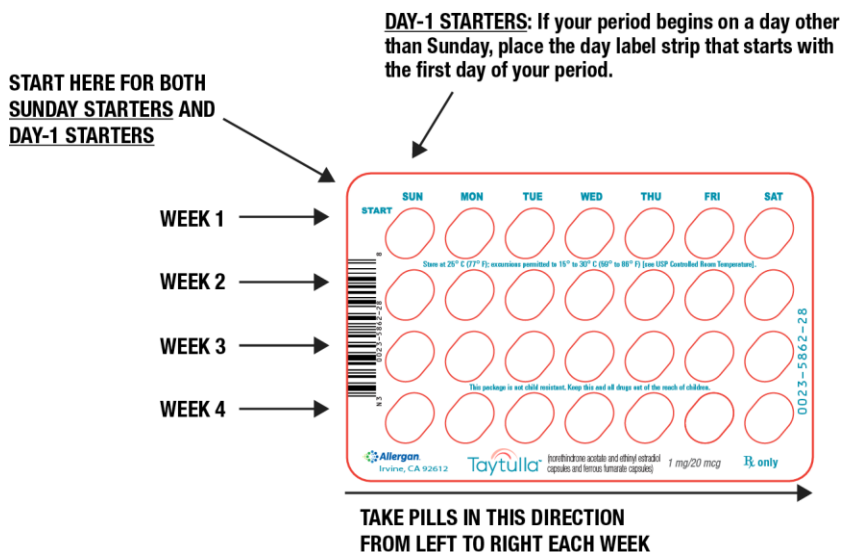 DAY-1 STARTERS: If your period begins on a day other
than Sunday, place the day label strip that starts with
the first day of your period.
START HERE FOR BOTH
SUNDAY STARTERS AND
DAY-1 STARTERS
SUN MON TUE WED THU FRI SAT
START
WEEK 1
Store at 25° C (77° F); excursions permitted to 15° to 30° C (59° to 86° F) [see USP Controlled Room Temperature].
WEEK 2
8
0023-5862-28
N3
0023-5862-28
WEEK 3
This package is not child resistant. Keep this and all drugs out of the reach of children.
WEEK 4
Allergan
Irvine, CA 92612
Taytulla™
(norethindrone acetate and ethinyl estradiol
capsules and ferrous fumarate capsules)
1 mg/20 mcg
Rx only
TAKE PILLS IN THIS DIRECTION
FROM LEFT TO RIGHT EACH WEEK